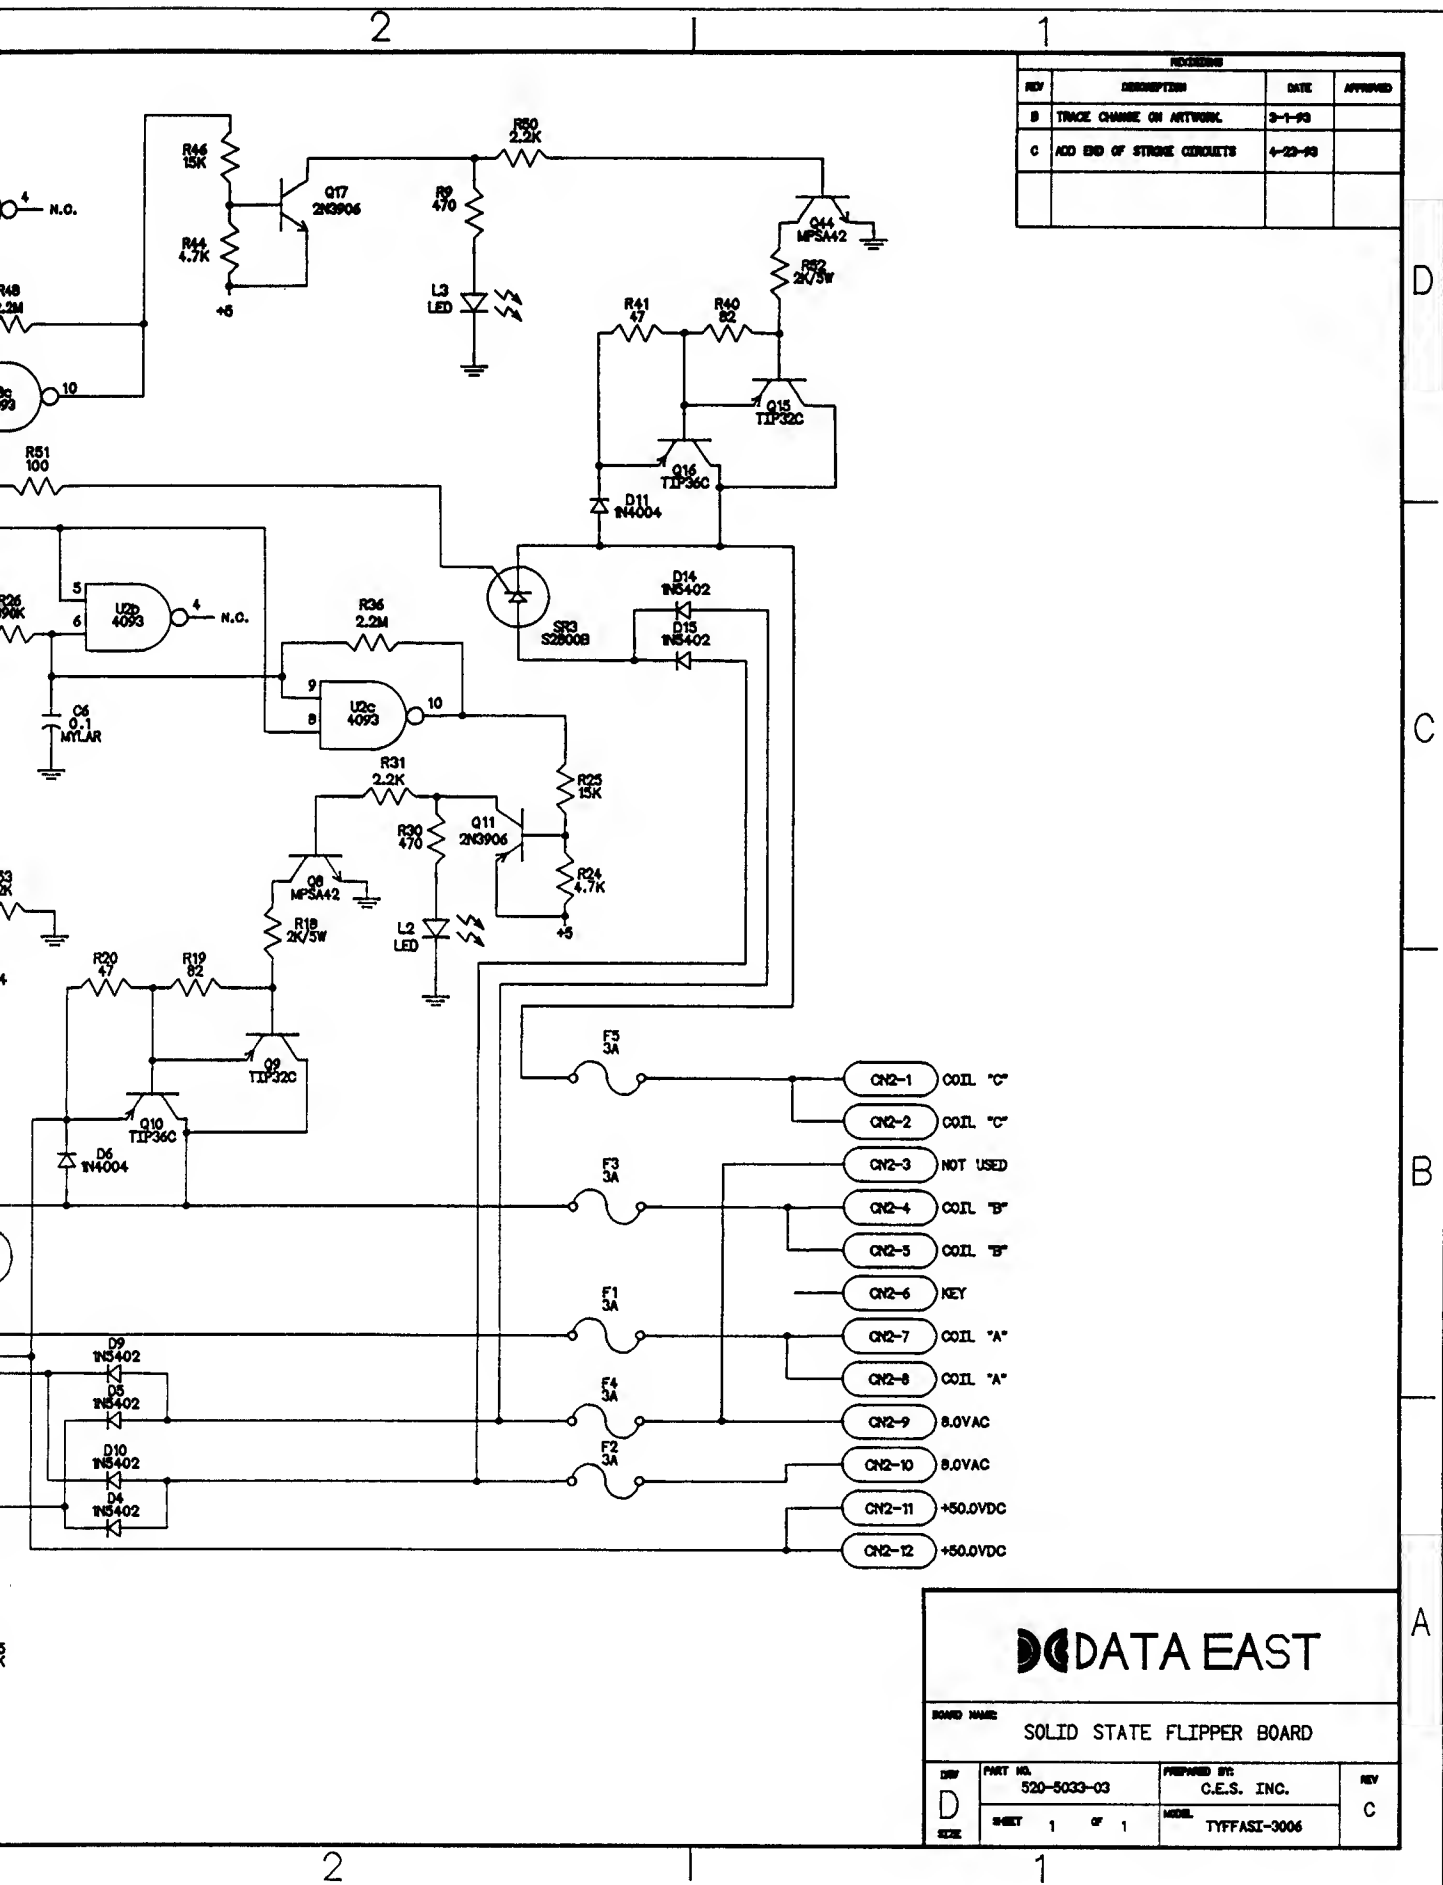 2
1
REVISIONS
REV DESCRIPTION DATE APPROVED
B TRACE CHANGE ON ARTWORK. 3-1-93
C ADD END OF STROKE CIRCUITS 4-23-93
R50
2.2K
R46
15K
4
N.C.
Q17
2N3906
R9
470
R44
4.7K
Q44
MPSA42
D
R52
2K/5W
+5
L3
LED
R41
47
R40
82
10
Q15
TIP32C
R51
100
Q16
TIP36C
D11
1N4004
5
6
U2b
4093
4
N.C.
R36
2.2M
D14
1N5402
SR3
S2800B
D15
1N5402
9
8
U2c
4093
10
C6
0.1
MYLAR
C
R31
2.2K
R25
15K
R30
470
Q11
2N3906
Q8
MPSA42
R24
4.7K
R18
2K/5W
L2
LED
+5
R20
47
R19
82
Q9
TIP32C
F5
3A
CN2-1 COIL "C"
CN2-2 COIL "C"
Q10
TIP36C
D6
1N4004
F3
3A
CN2-3 NOT USED
B
CN2-4 COIL "B"
CN2-5 COIL "B"
F1
3A
CN2-6 KEY
CN2-7 COIL "A"
D9
1N5402
CN2-8 COIL "A"
D5
1N5402
F4
3A
CN2-9 8.0VAC
D10
1N5402
F2
3A
CN2-10 8.0VAC
D4
1N5402
CN2-11 +50.0VDC
CN2-12 +50.0VDC
A
DATA EAST
BOARD NAME:
SOLID STATE FLIPPER BOARD
DRW
D
SIZE
PART NO.
520-5033-03
PREPARED BY:
C.E.S. INC.
REV
C
SHEET 1 OF 1
MODEL
TYFFASI-3006
2
1